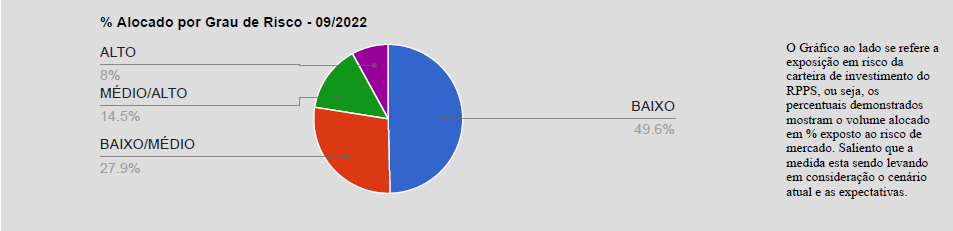 % Alocado por Grau de Risco - 09/2022
ALTO
8%
MÉDIO/ALTO
14.5%
BAIXO/MÉDIO
27.9%
BAIXO
49.6%
O Gráfico ao lado se refere a
exposição em risco da
carteira de investimento do
RPPS, ou seja, os
percentuais demonstrados
mostram o volume alocado
em % exposto ao risco de
mercado. Saliento que a
medida esta sendo levando
em consideração o cenário
atual e as expectativas.